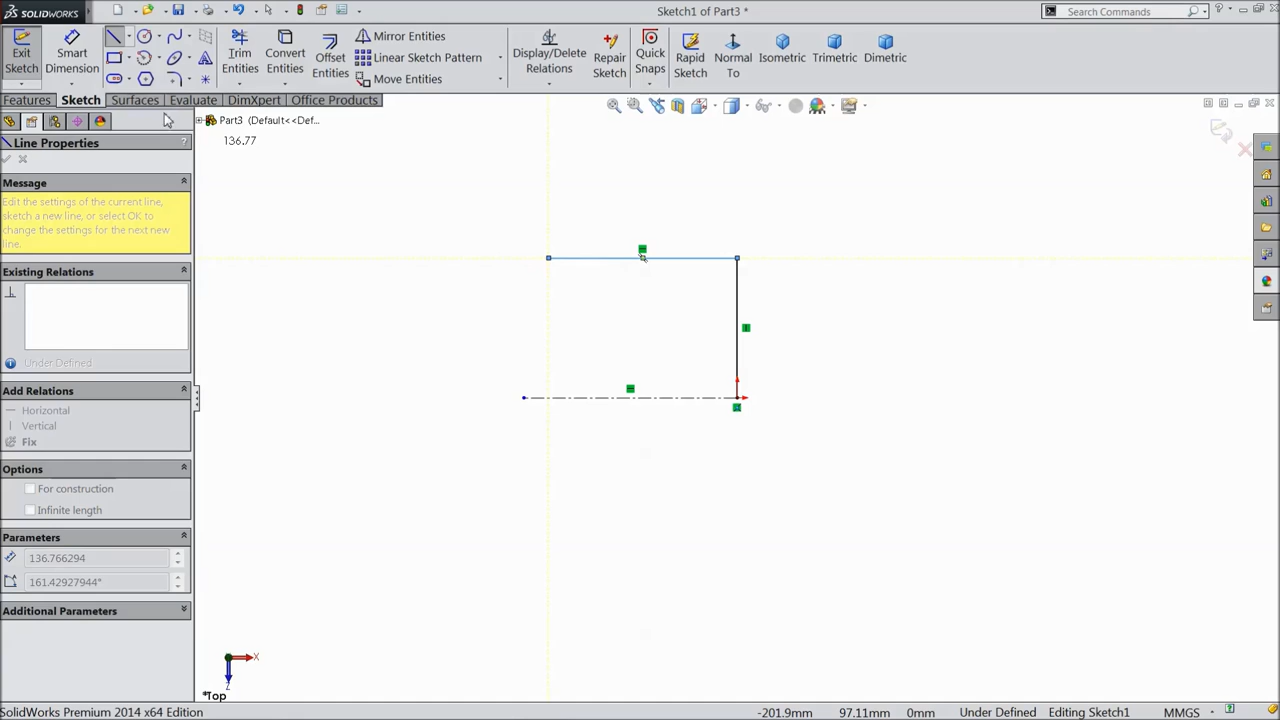 SOLIDWORKS
Sketch1 of Part3 *
Search Commands
Exit Sketch
Smart Dimension
Trim Entities
Convert Entities
Offset Entities
Mirror Entities
Linear Sketch Pattern
Move Entities
Display/Delete Relations
Repair Sketch
Quick Snaps
Rapid Sketch
Normal To
Isometric
Trimetric
Dimetric
Features
Sketch
Surfaces
Evaluate
DimXpert
Office Products
Part3 (Default<<Def...
136.77
Line Properties
?
Message
Edit the settings of the current line,
sketch a new line, or select OK to
change the settings for the next new
line.
Existing Relations
Under Defined
Add Relations
Horizontal
Vertical
Fix
Options
For construction
Infinite length
Parameters
136.766294
161.42927944°
Additional Parameters
X
Z
*Top
SolidWorks Premium 2014 x64 Edition
-201.9mm
97.11mm
0mm
Under Defined
Editing Sketch1
MMGS